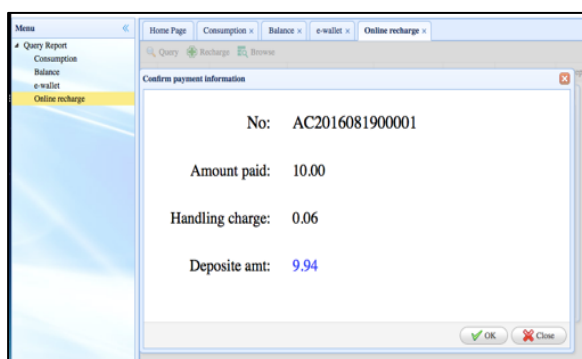 Menu
Query Report
Consumption
Balance
e-wallet
Online recharge
Home Page Consumption × Balance × e-wallet × Online recharge ×
Query Recharge Browse
Confirm payment information
No: AC2016081900001
Amount paid: 10.00
Handling charge: 0.06
Deposite amt: 9.94
OK Close